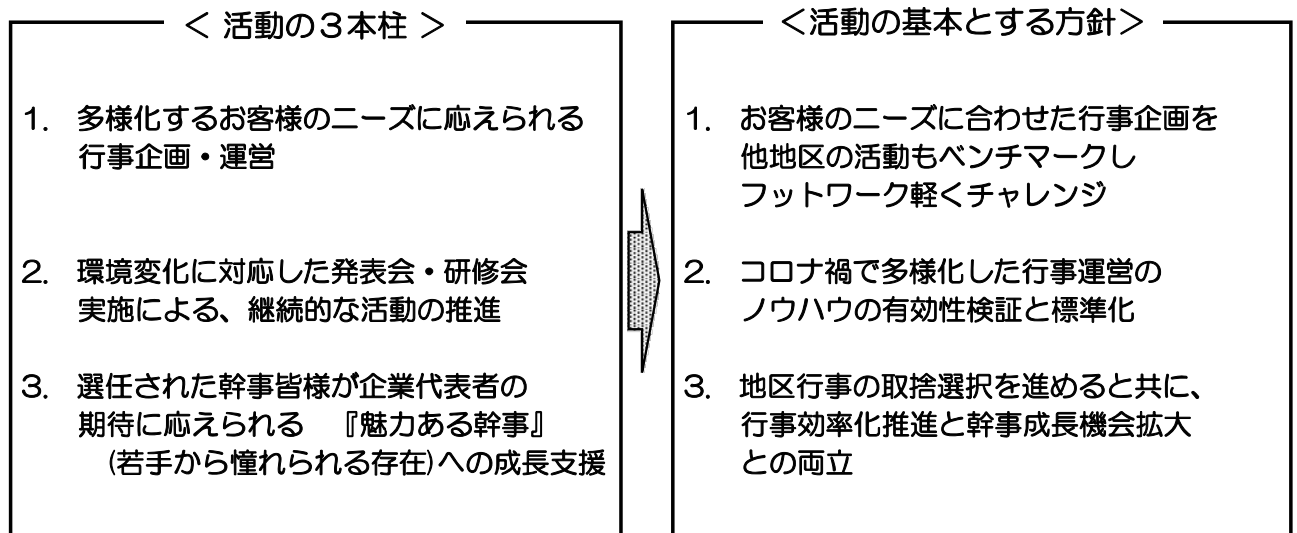 < 活動の3本柱 >
1. 多様化するお客様のニーズに応えられる
行事企画・運営
2. 環境変化に対応した発表会・研修会
実施による、継続的な活動の推進
3. 選任された幹事皆様が企業代表者の
期待に応えられる 『魅力ある幹事』
(若手から憧れられる存在)への成長支援
<活動の基本とする方針>
1. お客様のニーズに合わせた行事企画を
他地区の活動もベンチマークし
フットワーク軽くチャレンジ
2. コロナ禍で多様化した行事運営の
ノウハウの有効性検証と標準化
3. 地区行事の取捨選択を進めると共に、
行事効率化推進と幹事成長機会拡大
との両立